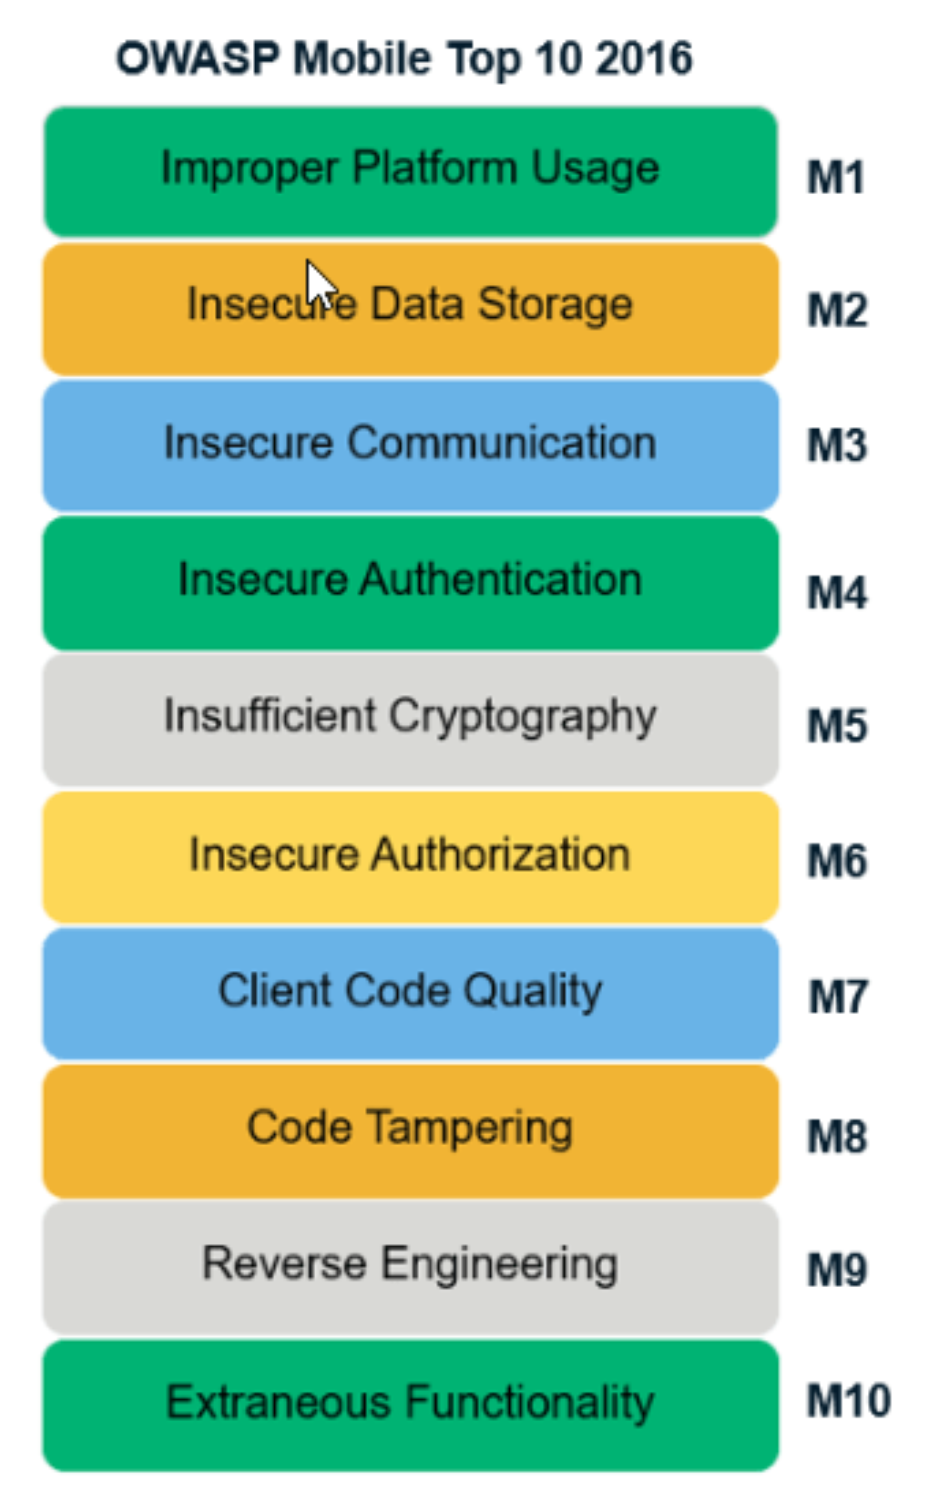 OWASP Mobile Top 10 2016
Improper Platform Usage M1
Insecure Data Storage M2
Insecure Communication M3
Insecure Authentication M4
Insufficient Cryptography M5
Insecure Authorization M6
Client Code Quality M7
Code Tampering M8
Reverse Engineering M9
Extraneous Functionality M10